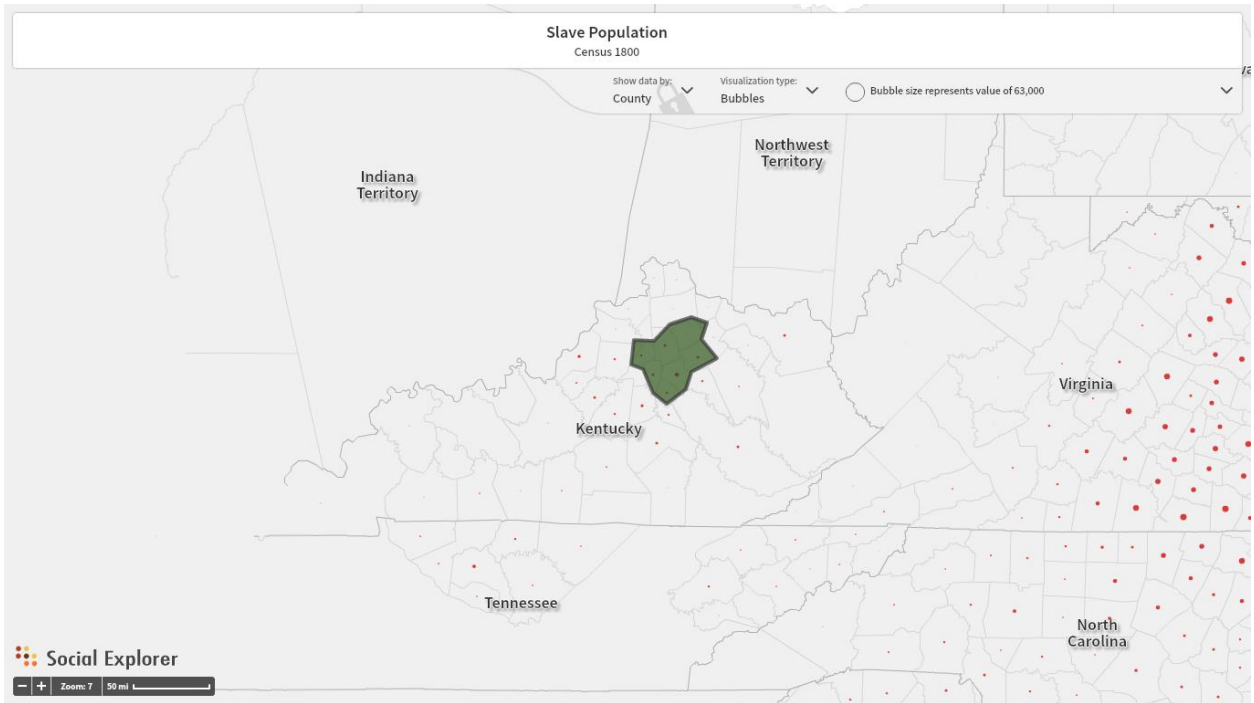 Slave Population
Census 1800
Show data by:
County
Visualization type:
Bubbles
Bubble size represents value of 63,000
Northwest
Territory
Indiana
Territory
Virginia
Kentucky
Tennessee
North
Carolina
Social Explorer
− + Zoom: 7 50 mi